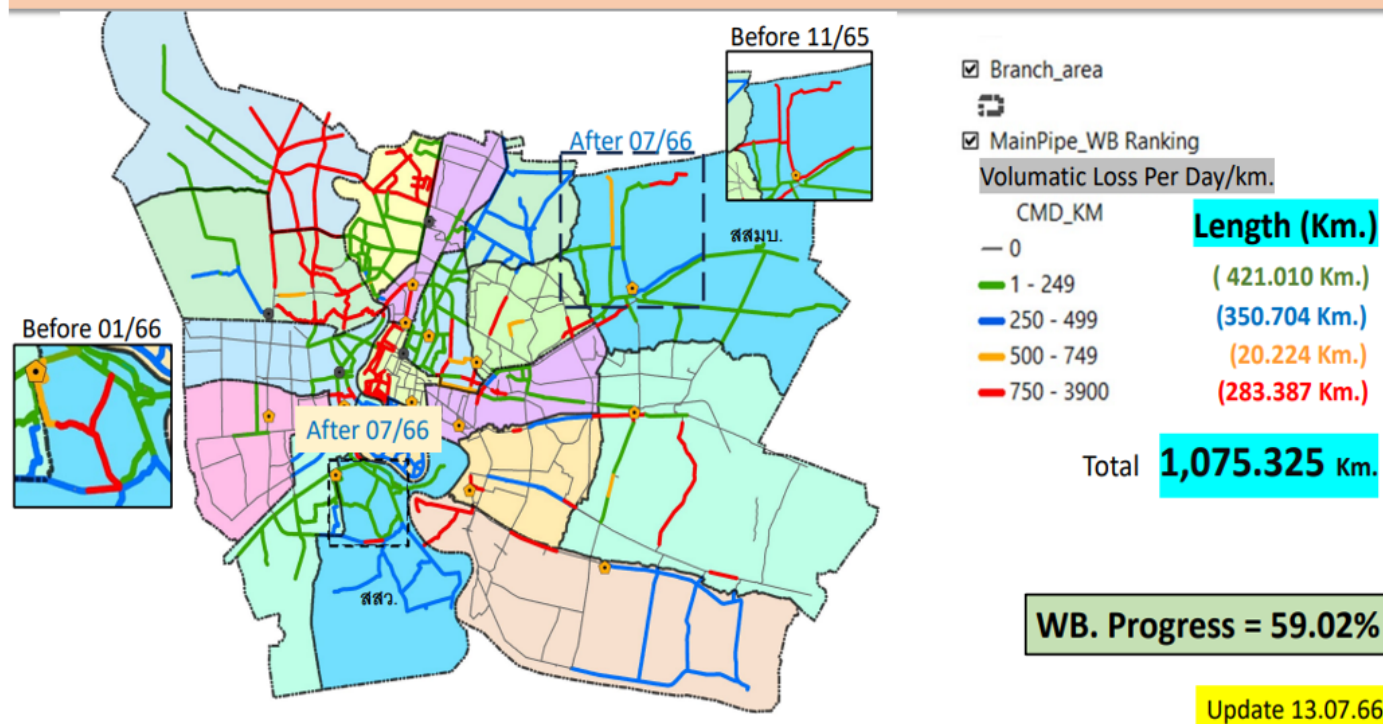 Before 11/65
After 07/66
สสมบ.
Before 01/66
After 07/66
สสว.
Branch_area
MainPipe_WB Ranking
Volumatic Loss Per Day/km.
CMD_KM
Length (Km.)
0
1 - 249 ( 421.010 Km.)
250 - 499 (350.704 Km.)
500 - 749 (20.224 Km.)
750 - 3900 (283.387 Km.)
Total 1,075.325 Km.
WB. Progress = 59.02%
Update 13.07.66